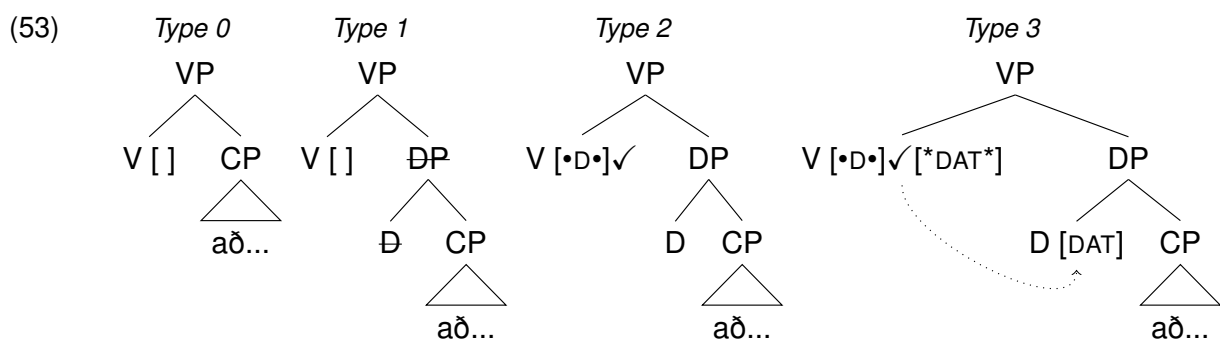 (53) Type 0 Type 1 Type 2 Type 3
VP VP VP VP
V [ ] CP V [ ] D̶P̶ V [•D•]✓ DP V [•D•]✓[*DAT*] DP
að... D̶ CP D CP D [DAT] CP
að... að... að...